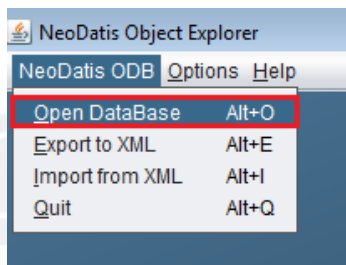 NeoDatis Object Explorer
NeoDatis ODB Options Help
Open DataBase Alt+O
Export to XML Alt+E
Import from XML Alt+I
Quit Alt+Q